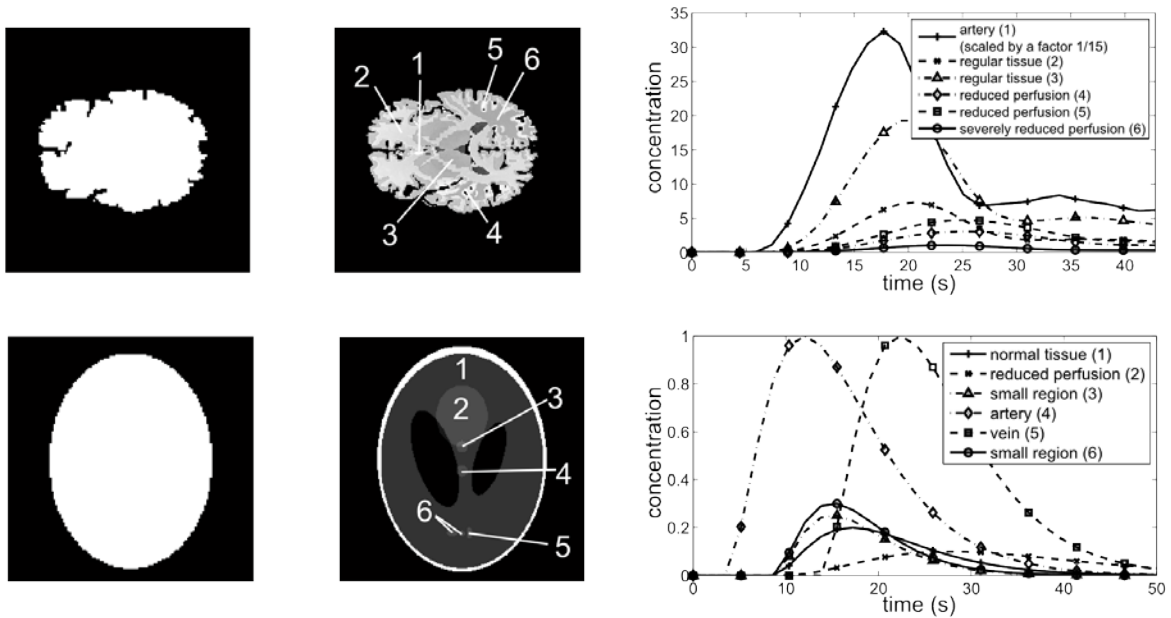 1
2
3
4
5
6
35
30
25
20
15
10
5
0
concentration
artery (1)
(scaled by a factor 1/15)
regular tissue (2)
regular tissue (3)
reduced perfusion (4)
reduced perfusion (5)
severely reduced perfusion (6)
0 5 10 15 20 25 30 35 40
time (s)
1
2
3
4
5
6
1
0.8
0.6
0.4
0.2
0
concentration
normal tissue (1)
reduced perfusion (2)
small region (3)
artery (4)
vein (5)
small region (6)
0 10 20 30 40 50
time (s)